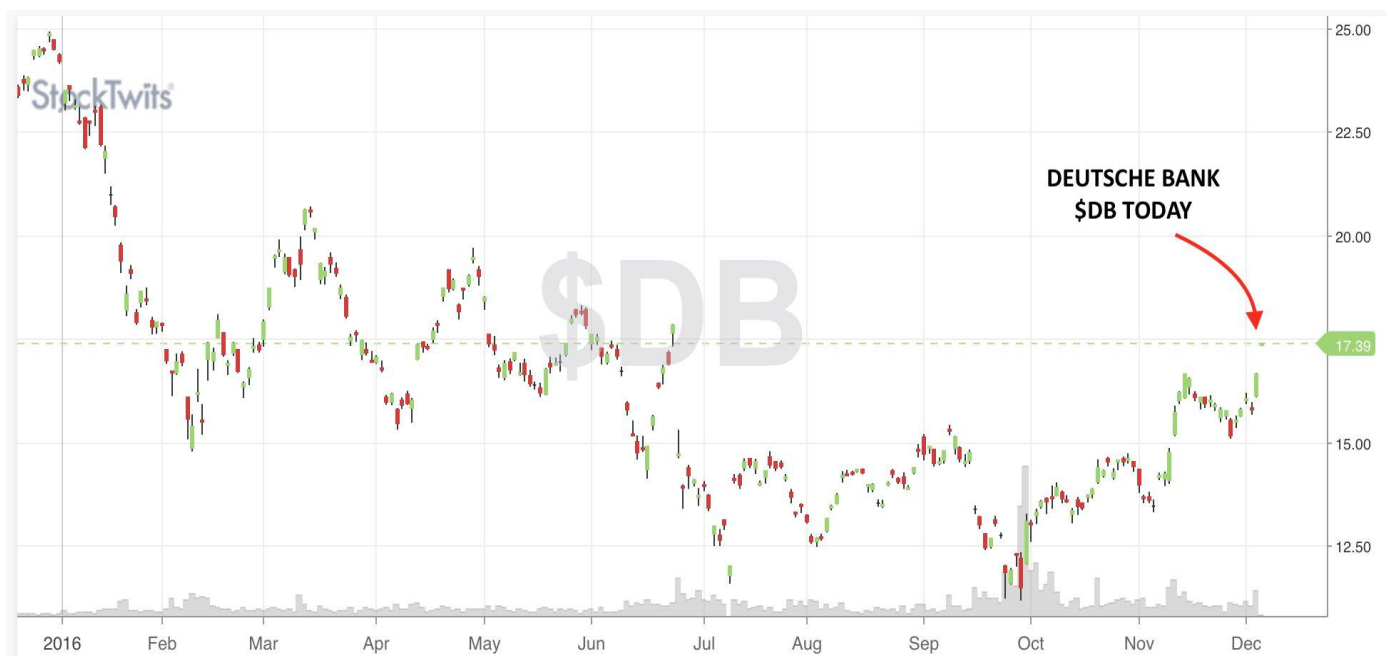 25.00
StockTwits
22.50
DEUTSCHE BANK
$DB TODAY
20.00
$DB
17.39
15.00
12.50
2016 Feb Mar Apr May Jun Jul Aug Sep Oct Nov Dec